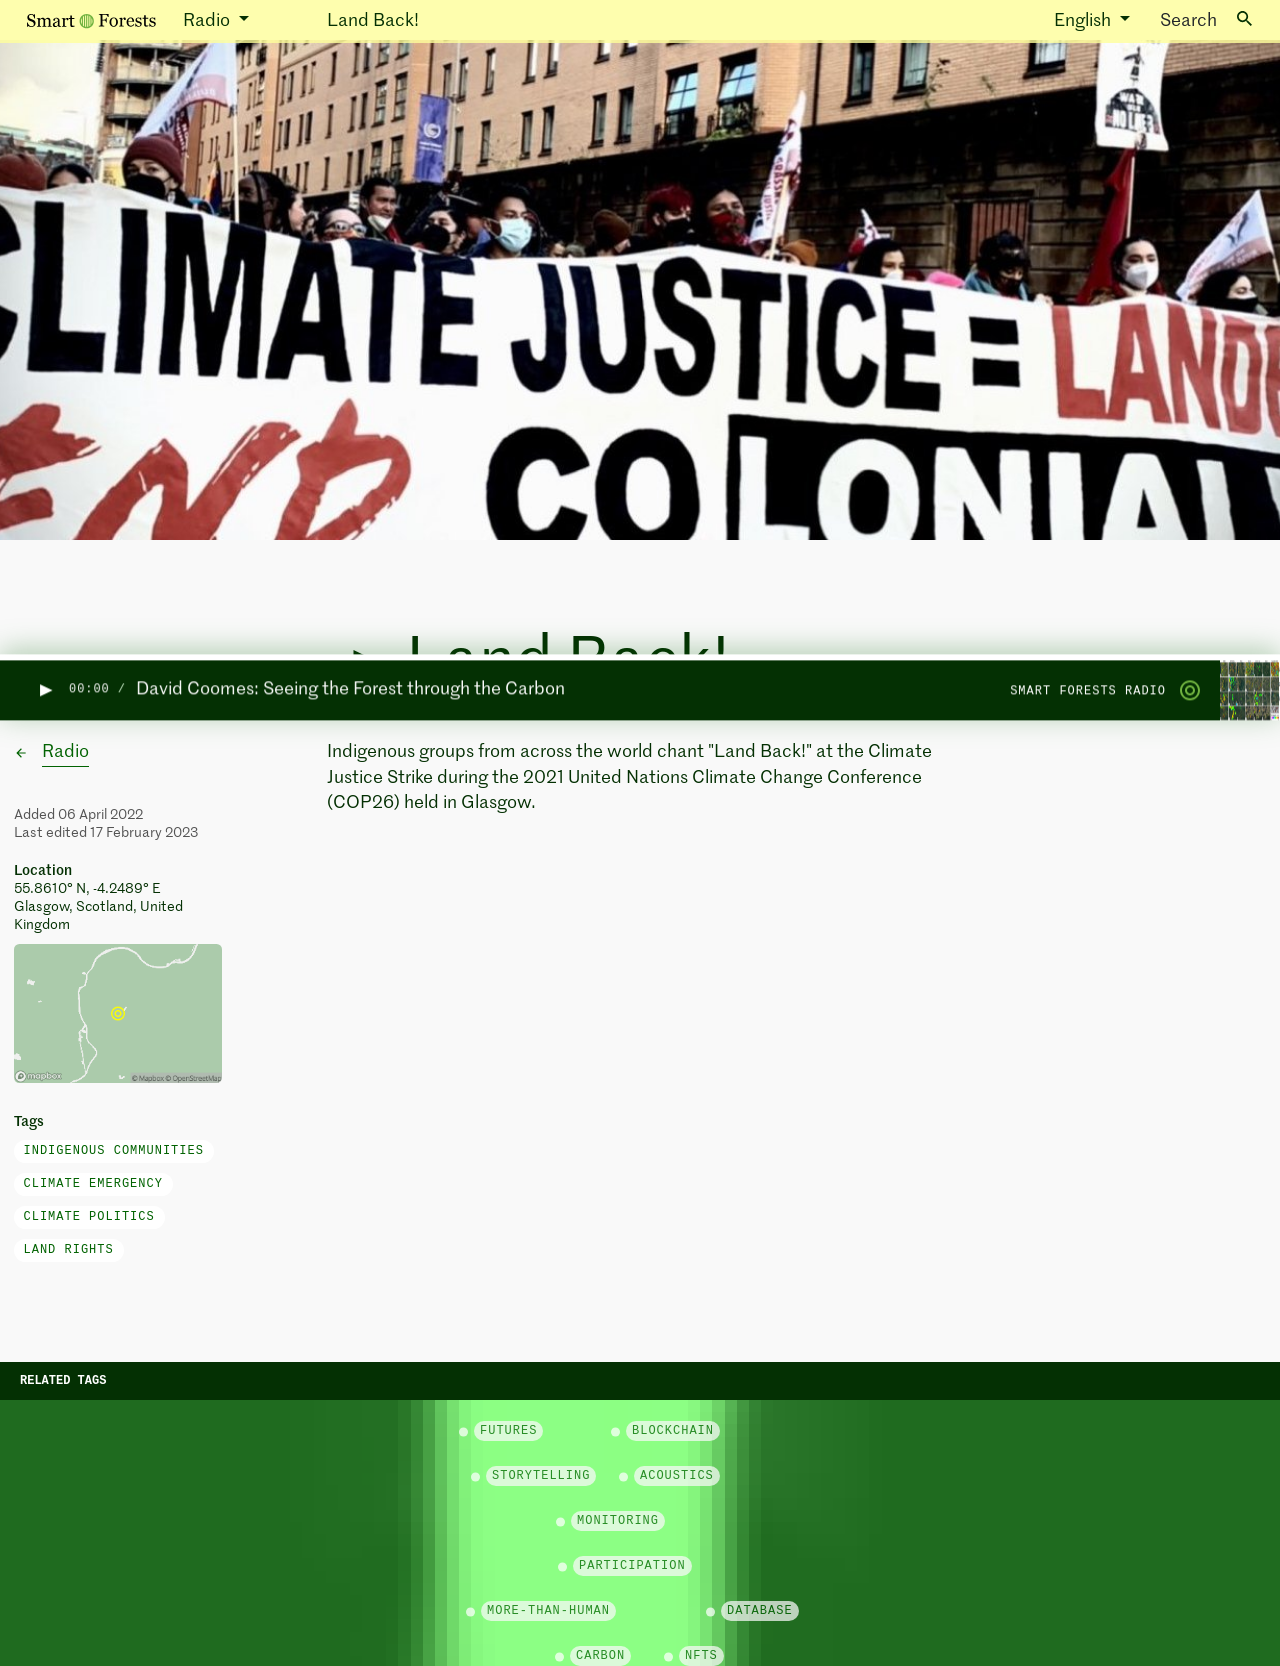 Smart Forests Radio Land Back! English Search
NO LIES
CLIMATE JUSTICE = LAND
END COLONIAL
Land Back!
00:00 / David Coomes: Seeing the Forest through the Carbon
SMART FORESTS RADIO
Radio
Indigenous groups from across the world chant "Land Back!" at the Climate
Justice Strike during the 2021 United Nations Climate Change Conference
(COP26) held in Glasgow.
Added 06 April 2022
Last edited 17 February 2023
Location
55.8610° N, -4.2489° E
Glasgow, Scotland, United
Kingdom
mapbox
© Mapbox © OpenStreetMap
Tags
INDIGENOUS COMMUNITIES
CLIMATE EMERGENCY
CLIMATE POLITICS
LAND RIGHTS
RELATED TAGS
FUTURES
BLOCKCHAIN
STORYTELLING
ACOUSTICS
MONITORING
PARTICIPATION
MORE-THAN-HUMAN
DATABASE
CARBON
NFTS